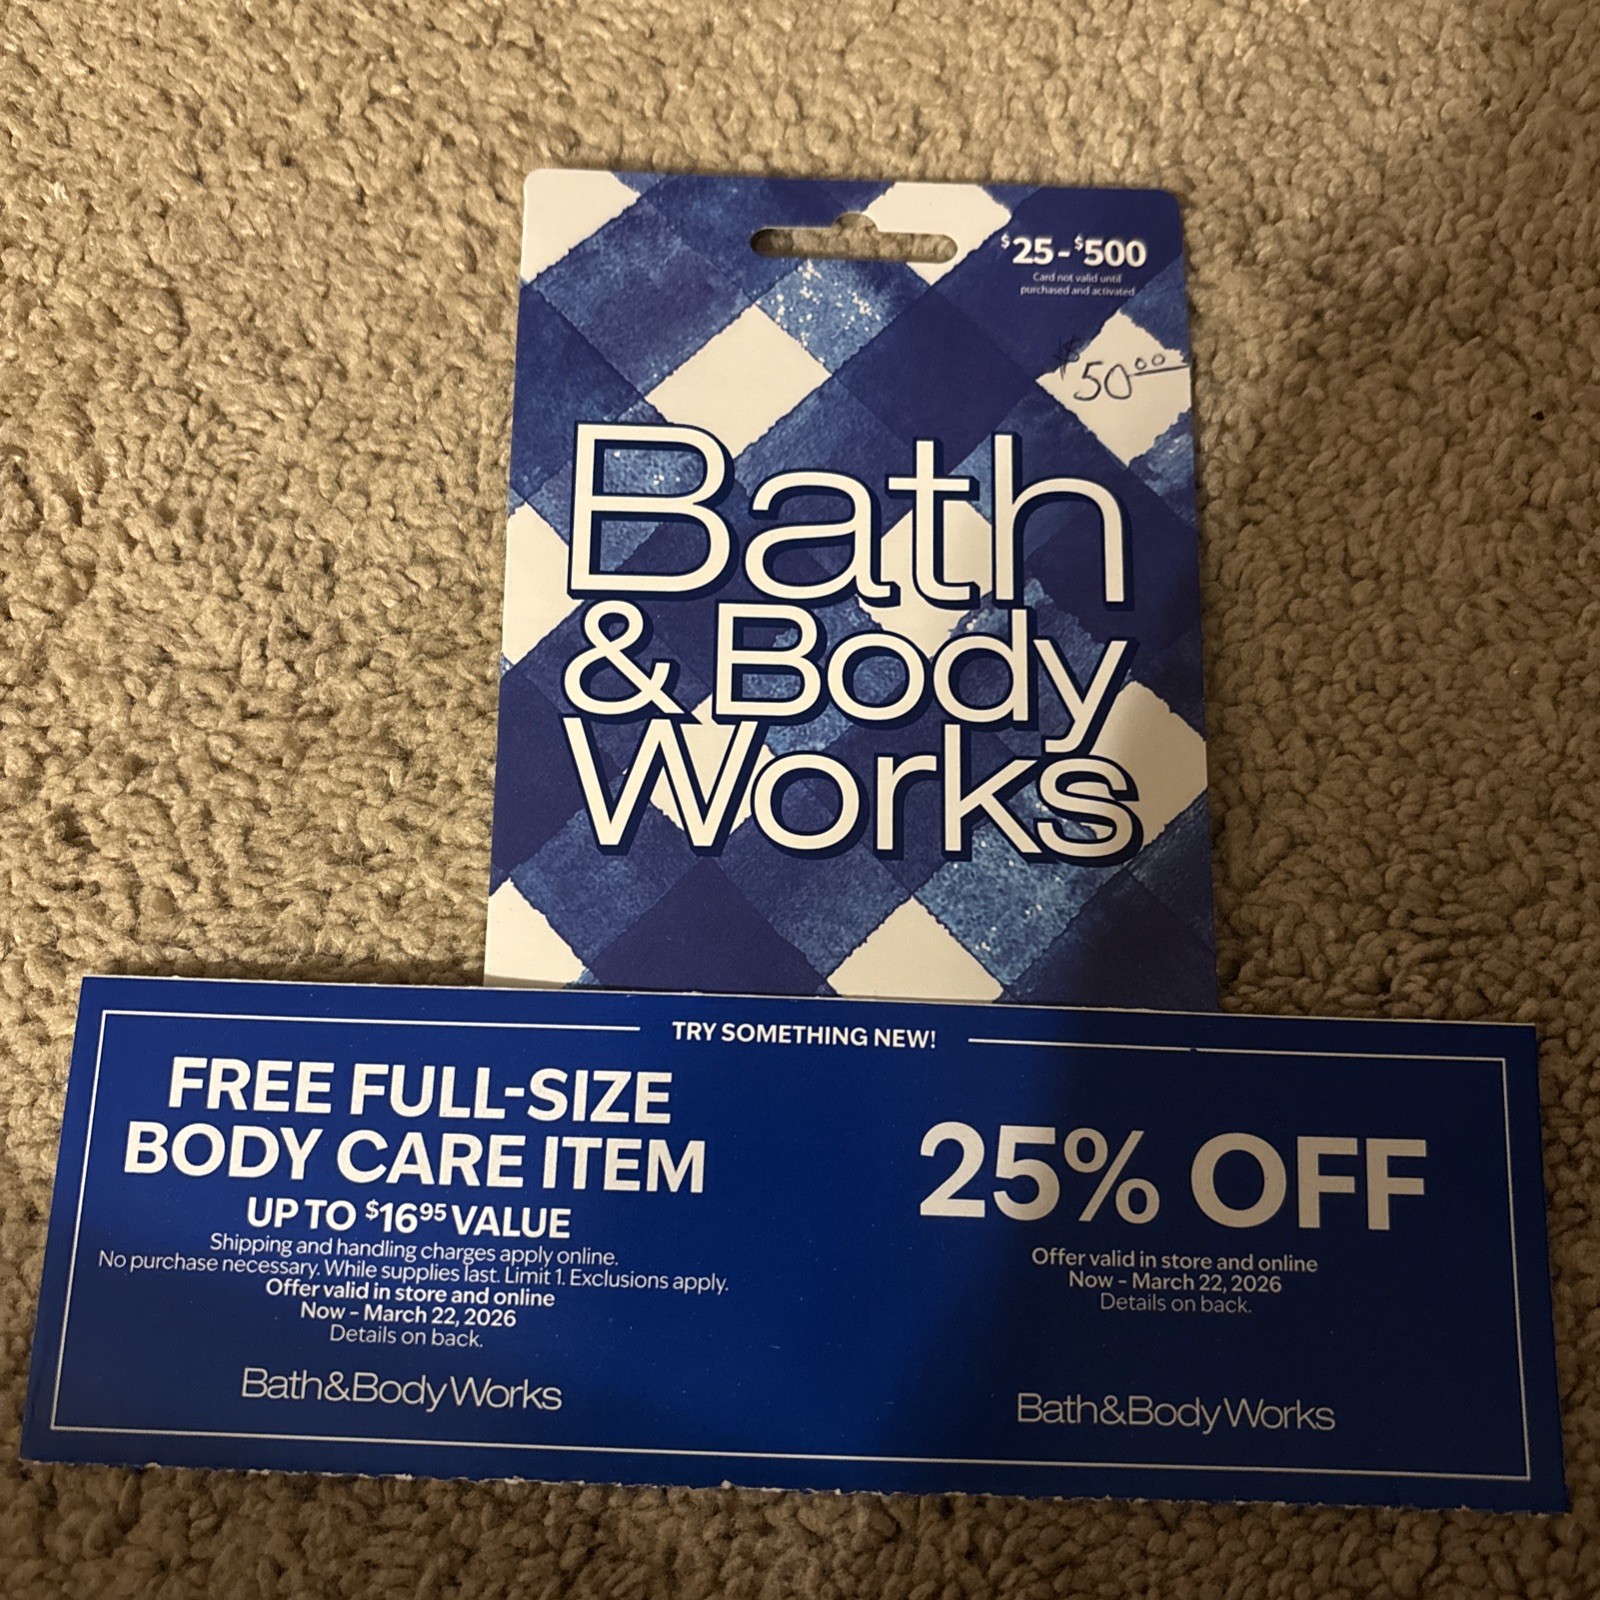 $25-$500
Card not valid until
purchased and activated
$50.00
Bath
& Body
Works
TRY SOMETHING NEW!
FREE FULL-SIZE
BODY CARE ITEM
UP TO $16.95 VALUE
Shipping and handling charges apply online.
No purchase necessary. While supplies last. Limit 1. Exclusions apply.
Offer valid in store and online
Now – March 22, 2026
Details on back.
Bath&BodyWorks
25% OFF
Offer valid in store and online
Now – March 22, 2026
Details on back.
Bath&BodyWorks